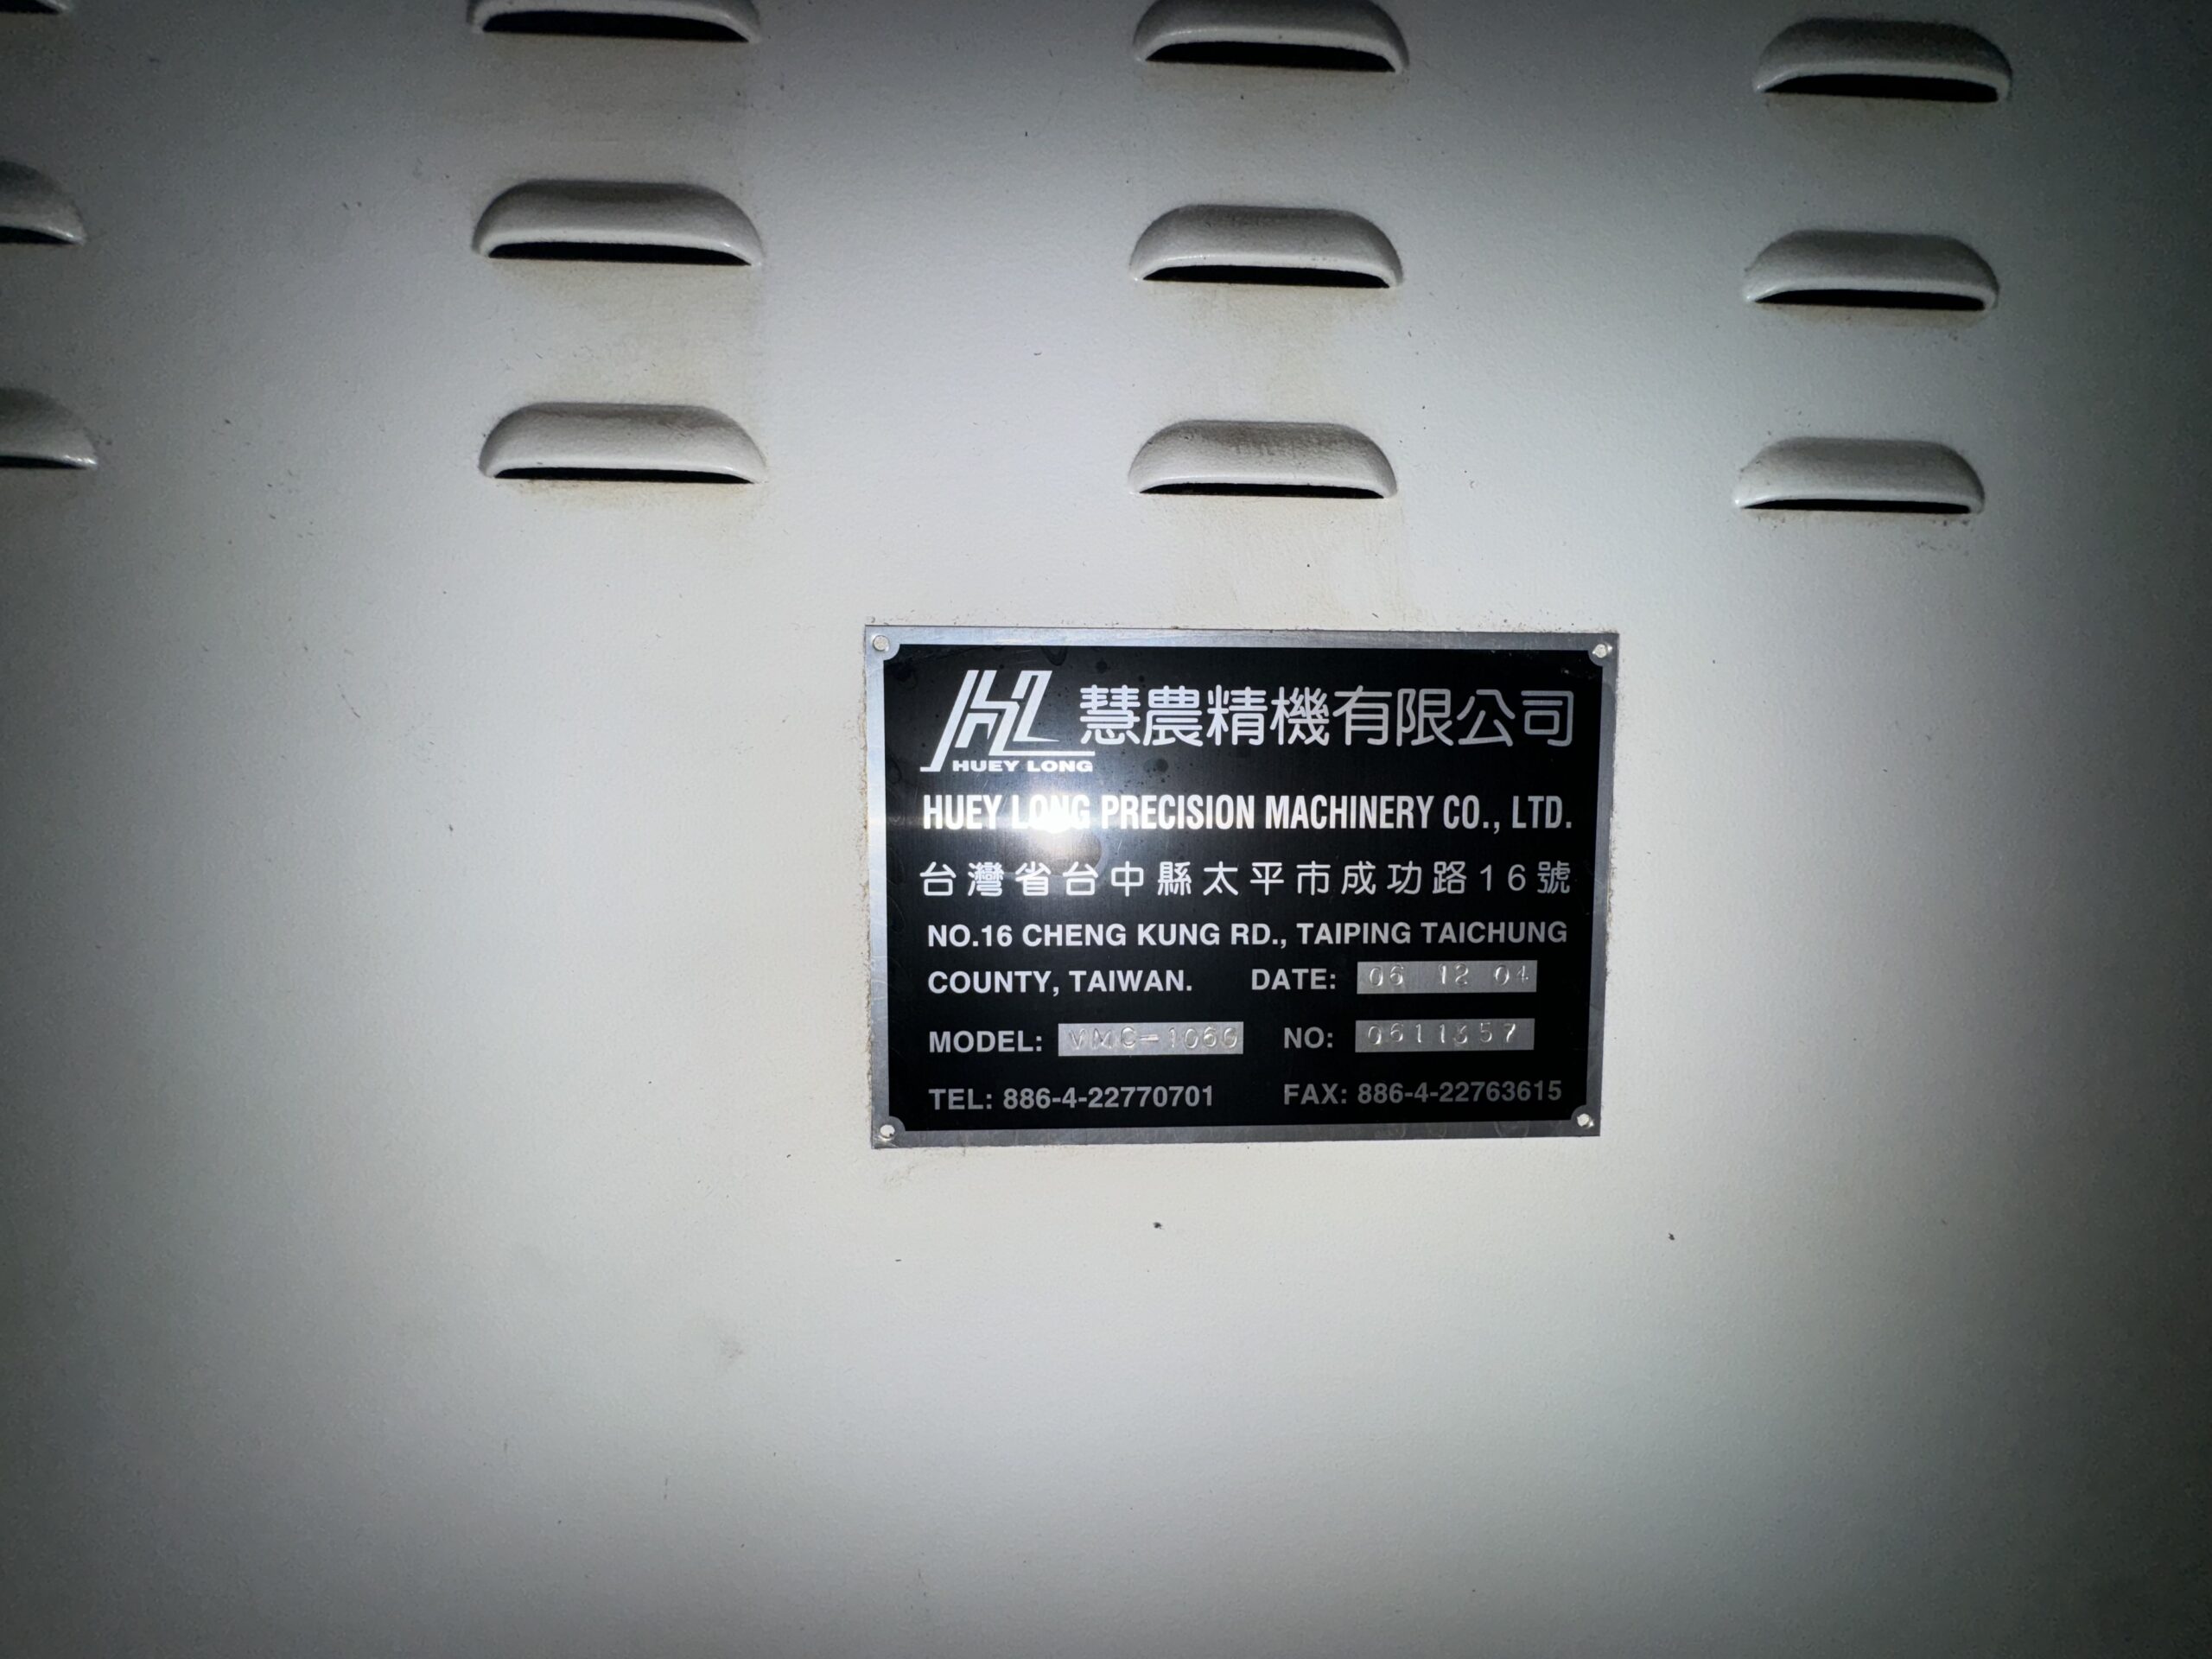 慧農精機有限公司
HUEY LONG
HUEY LONG PRECISION MACHINERY CO., LTD.
台灣省台中縣太平市成功路16號
NO.16 CHENG KUNG RD., TAIPING TAICHUNG
COUNTY, TAIWAN. DATE: 06 12 04
MODEL: VMC-1060 NO: 0611357
TEL: 886-4-22770701 FAX: 886-4-22763615